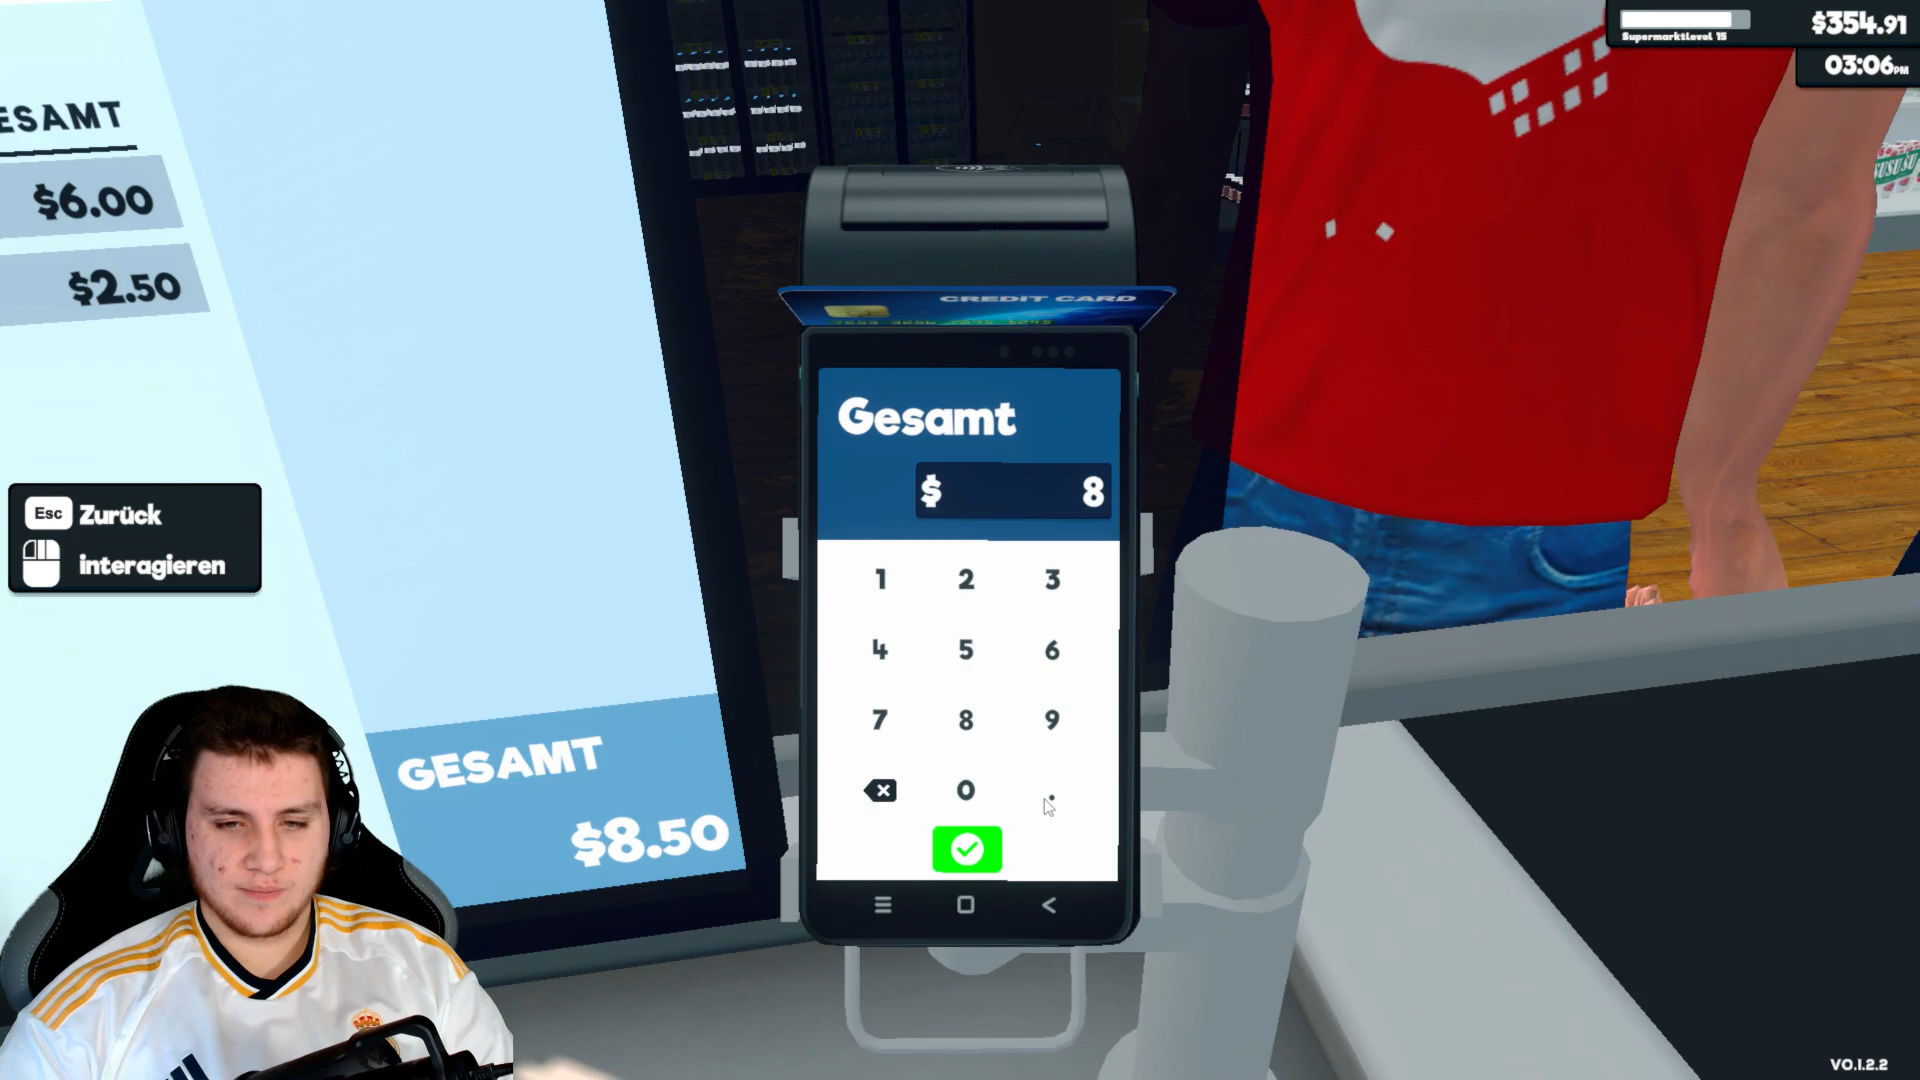 $354.91
Supermarktlevel 15
03:06PM
ESAMT
$6.00
$2.50
CREDIT CARD
SUSUSU
Gesamt
$ 8
Esc Zurück
interagieren
1 2 3
4 5 6
7 8 9
0 .
GESAMT
$8.50
V0.1.2.2